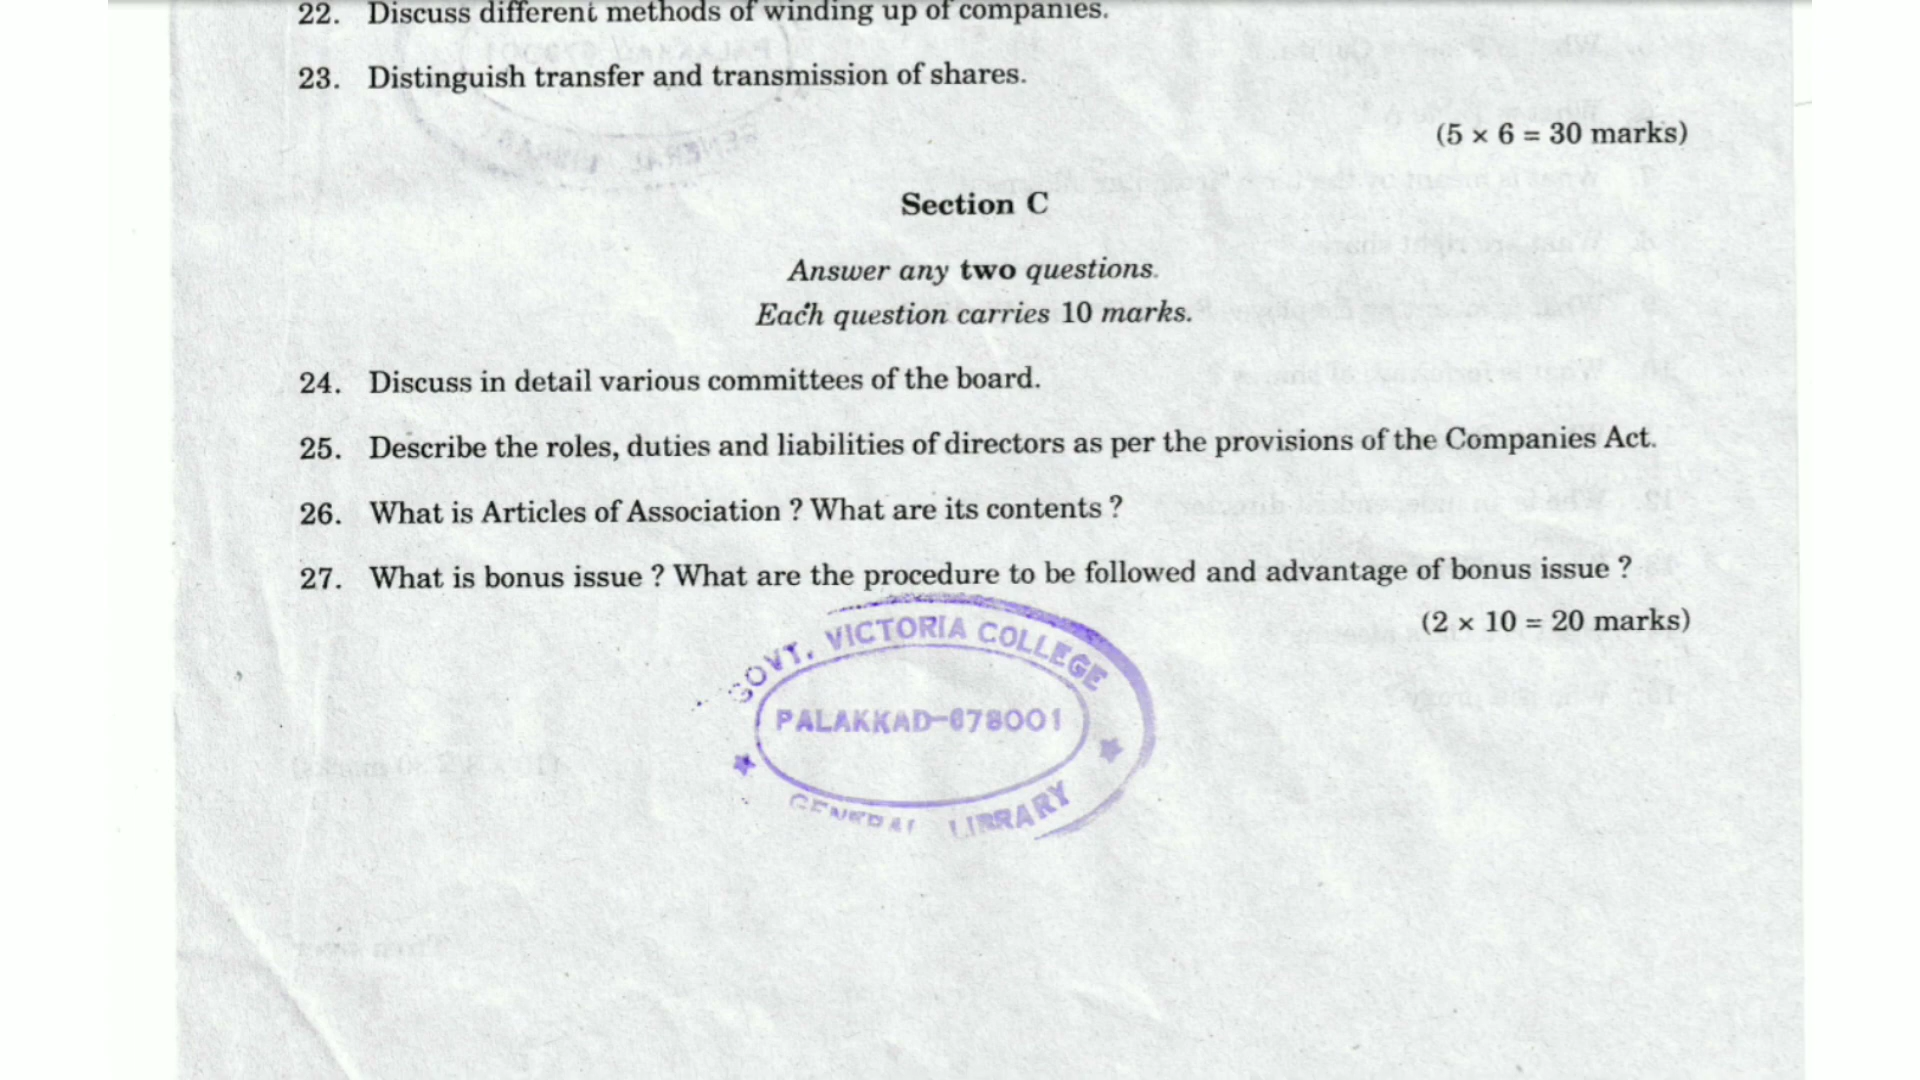 22. Discuss different methods of winding up of companies.
23. Distinguish transfer and transmission of shares.
(5 × 6 = 30 marks)
Section C
Answer any two questions.
Each question carries 10 marks.
24. Discuss in detail various committees of the board.
25. Describe the roles, duties and liabilities of directors as per the provisions of the Companies Act.
26. What is Articles of Association ? What are its contents ?
27. What is bonus issue ? What are the procedure to be followed and advantage of bonus issue ?
(2 × 10 = 20 marks)
GOVT. VICTORIA COLLEGE
PALAKKAD-678001
GENERAL LIBRARY